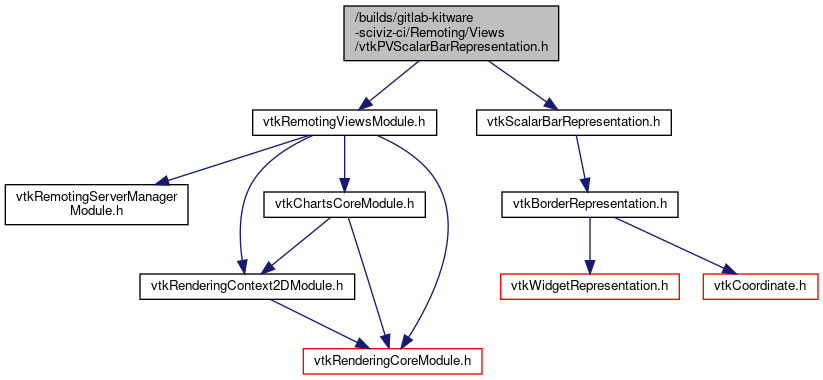 /builds/gitlab-kitware
-sciviz-ci/Remoting/Views
/vtkPVScalarBarRepresentation.h
vtkRemotingViewsModule.h
vtkScalarBarRepresentation.h
vtkRemotingServerManager
Module.h
vtkChartsCoreModule.h
vtkBorderRepresentation.h
vtkRenderingContext2DModule.h
vtkWidgetRepresentation.h
vtkCoordinate.h
vtkRenderingCoreModule.h